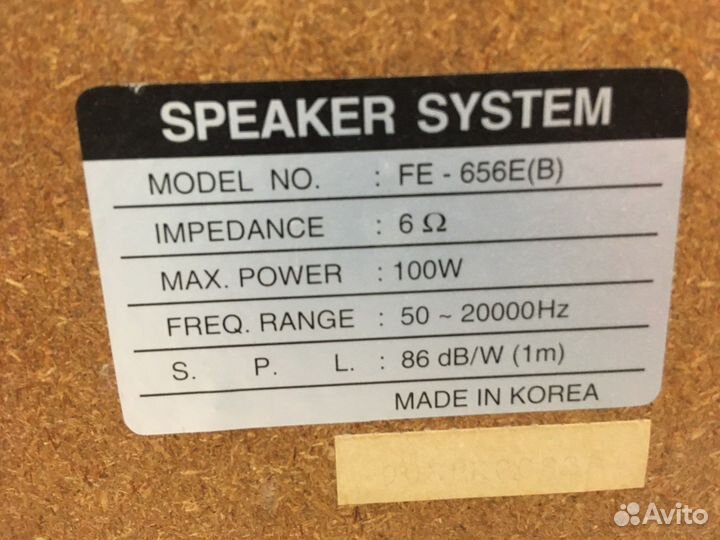 SPEAKER SYSTEM
MODEL NO. : FE - 656E(B)
IMPEDANCE : 6 Ω
MAX. POWER : 100W
FREQ. RANGE : 50 ~ 20000Hz
S. P. L. : 86 dB/W (1m)
MADE IN KOREA
Avito